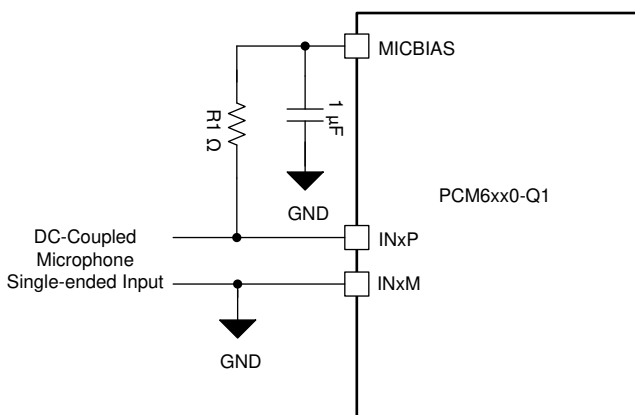 MICBIAS
R1 Ω
1
µF
GND
PCM6xx0-Q1
DC-Coupled
Microphone
Single-ended Input
INxP
INxM
GND